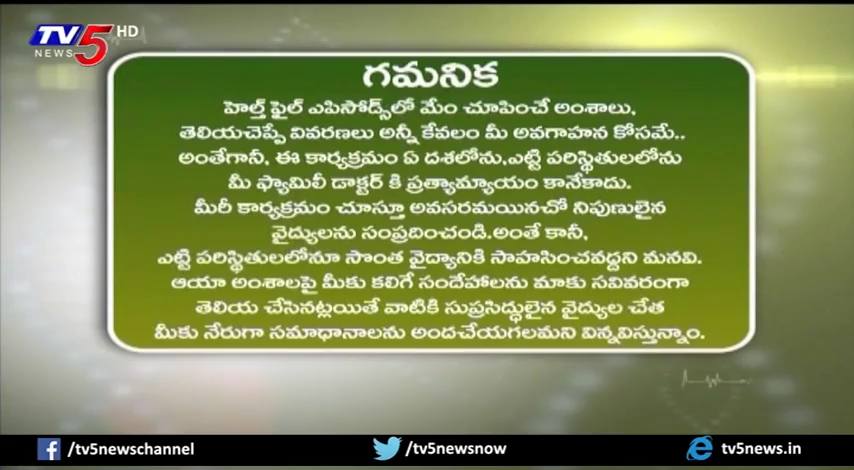 TV5 HD
NEWS
గమనిక
హెల్త్ ఫైల్ ఎపిసోడ్స్‌లో మేం చూపించే అంశాలు,
తెలియచెప్పే వివరణలు అన్నీ కేవలం మీ అవగాహన కోసమే..
అంతేగానీ, ఈ కార్యక్రమం ఏ దశలోను,ఎట్టి పరిస్థితులలోను
మీ ఫ్యామిలీ డాక్టర్ కి ప్రత్యామ్యాయం కానేకాదు.
మీరీ కార్యక్రమం చూస్తూ అవసరమయినచో నిపుణులైన
వైద్యులను సంప్రదించండి.అంతే కానీ,
ఎట్టి పరిస్థితులలోనూ సొంత వైద్యానికి సాహసించవద్దని మనవి.
ఆయా అంశాలపై మీకు కలిగే సందేహాలను మాకు సవివరంగా
తెలియ చేసినట్లయితే వాటికి సుప్రసిద్ధులైన వైద్యుల చేత
మీకు నేరుగా సమాధానాలను అందచేయగలమని విన్నవిస్తున్నాం.
/tv5newschannel /tv5newsnow tv5news.in